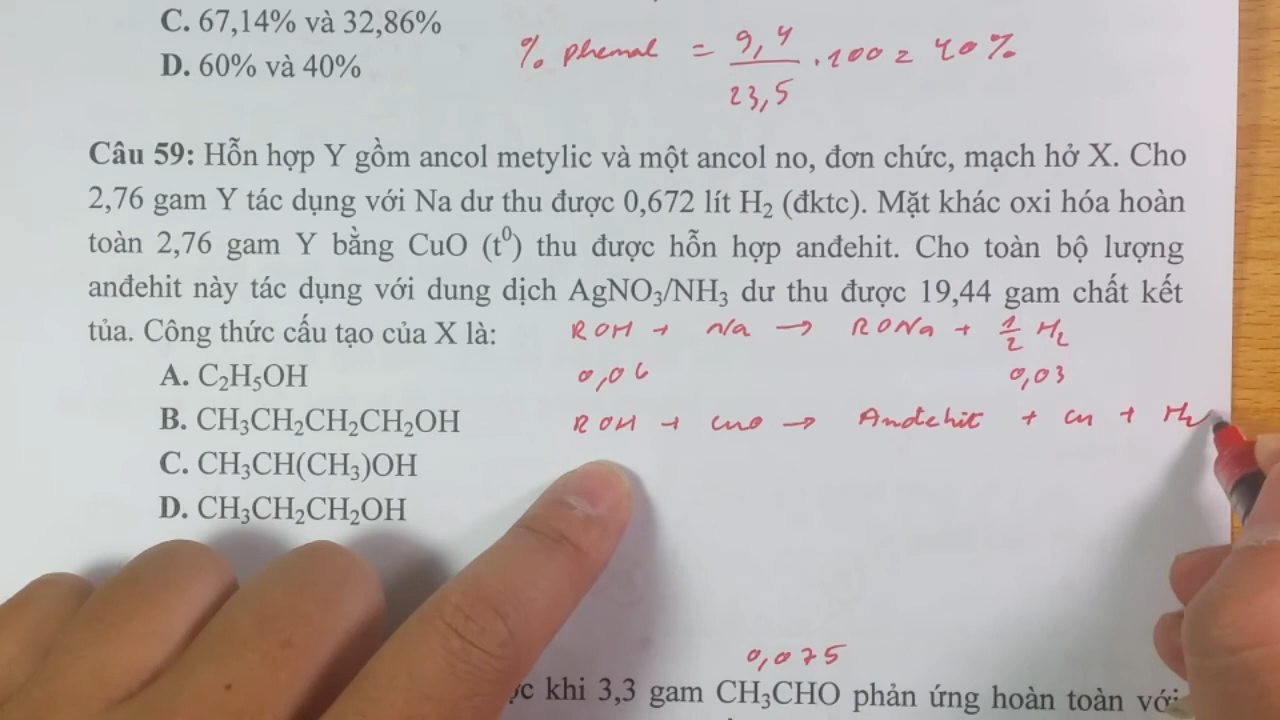 C. 67,14% và 32,86%
D. 60% và 40%
% phenol = 9,4 / 23,5 . 100 = 40%
Câu 59: Hỗn hợp Y gồm ancol metylic và một ancol no, đơn chức, mạch hở X. Cho
2,76 gam Y tác dụng với Na dư thu được 0,672 lít H₂ (đktc). Mặt khác oxi hóa hoàn
toàn 2,76 gam Y bằng CuO (t⁰) thu được hỗn hợp anđehit. Cho toàn bộ lượng
anđehit này tác dụng với dung dịch AgNO₃/NH₃ dư thu được 19,44 gam chất kết
tủa. Công thức cấu tạo của X là:
ROH + Na → RONa + 1/2 H₂
A. C₂H₅OH
0,06 0,03
B. CH₃CH₂CH₂CH₂OH
ROH + CuO → Anđehit + Cu + H₂
C. CH₃CH(CH₃)OH
D. CH₃CH₂CH₂OH
0,075
khi 3,3 gam CH₃CHO phản ứng hoàn toàn với